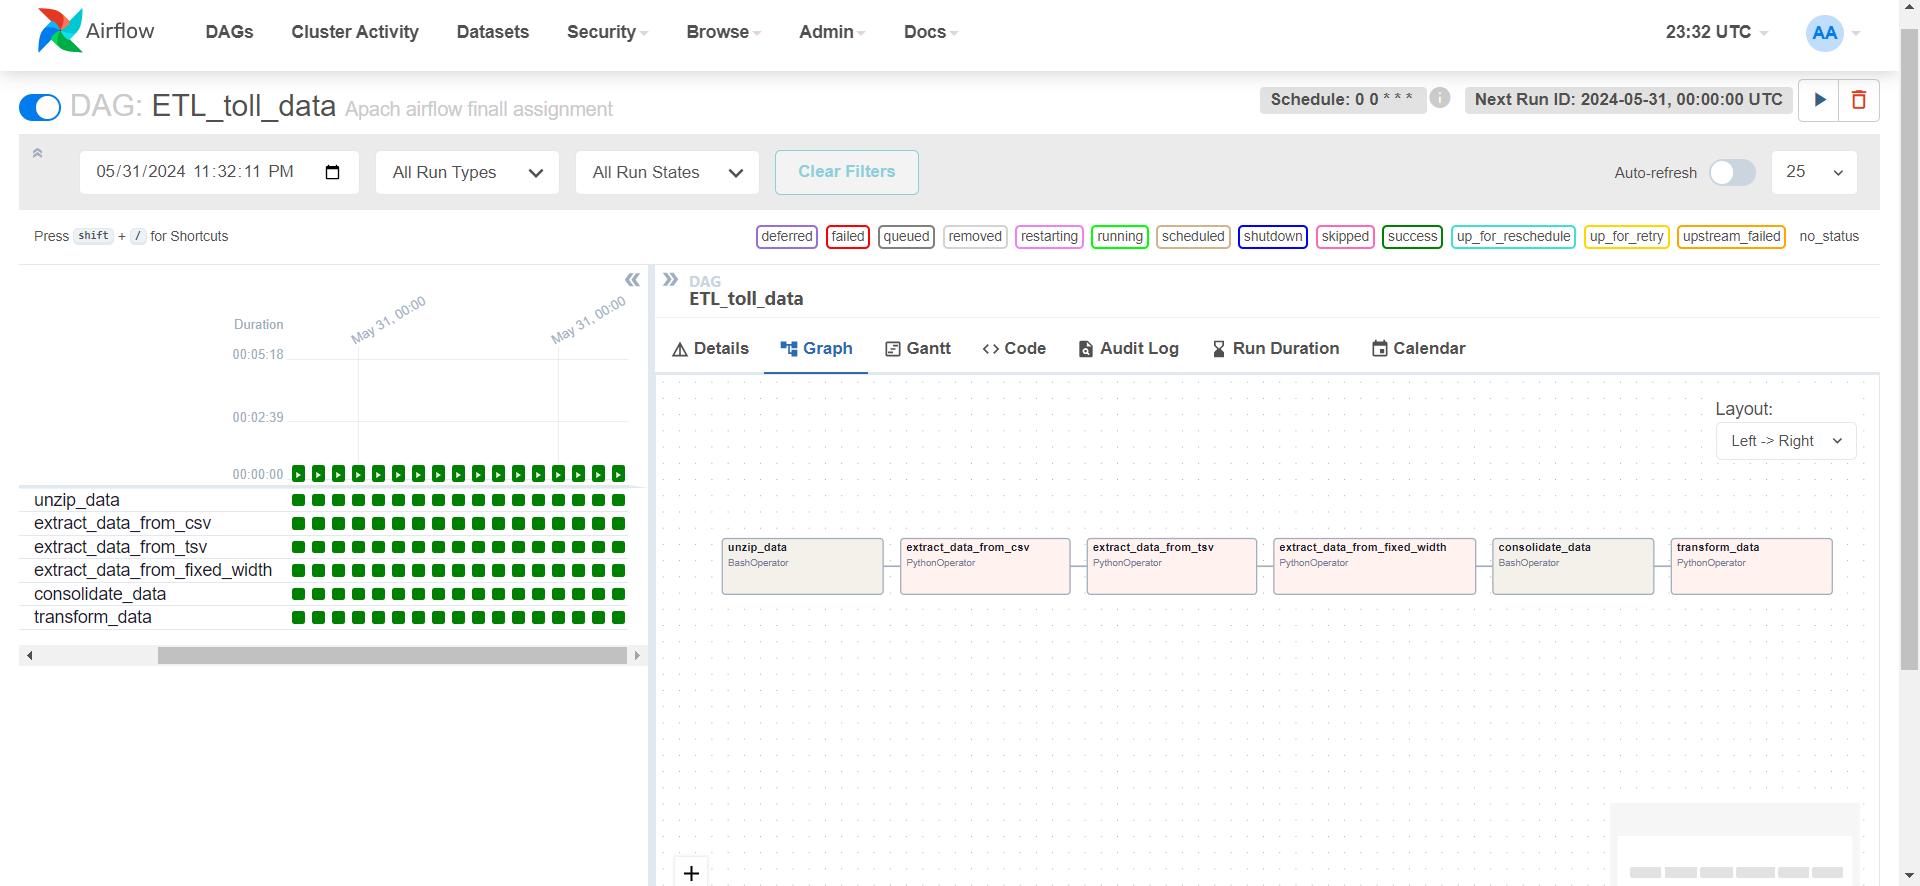 Airflow DAGs Cluster Activity Datasets Security Browse Admin Docs 23:32 UTC AA
DAG: ETL_toll_data Apach airflow finall assignment Schedule: 0 0 * * * i Next Run ID: 2024-05-31, 00:00:00 UTC
05/31/2024 11:32:11 PM All Run Types All Run States Clear Filters Auto-refresh 25
Press shift + / for Shortcuts deferred failed queued removed restarting running scheduled shutdown skipped success up_for_reschedule up_for_retry upstream_failed no_status
DAG
ETL_toll_data
May 31, 00:00 May 31, 00:00
Duration
00:05:18
00:02:39
00:00:00
unzip_data
extract_data_from_csv
extract_data_from_tsv
extract_data_from_fixed_width
consolidate_data
transform_data
Details Graph Gantt Code Audit Log Run Duration Calendar
Layout:
Left -> Right
unzip_data extract_data_from_csv extract_data_from_tsv extract_data_from_fixed_width consolidate_data transform_data
BashOperator PythonOperator PythonOperator PythonOperator BashOperator PythonOperator
+